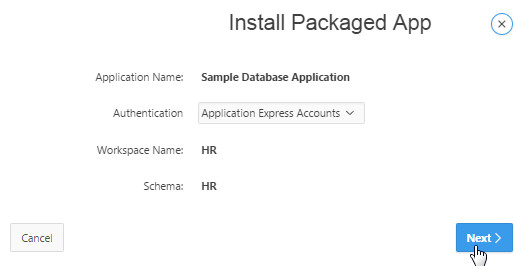 Install Packaged App
Application Name: Sample Database Application
Authentication Application Express Accounts
Workspace Name: HR
Schema: HR
Cancel Next